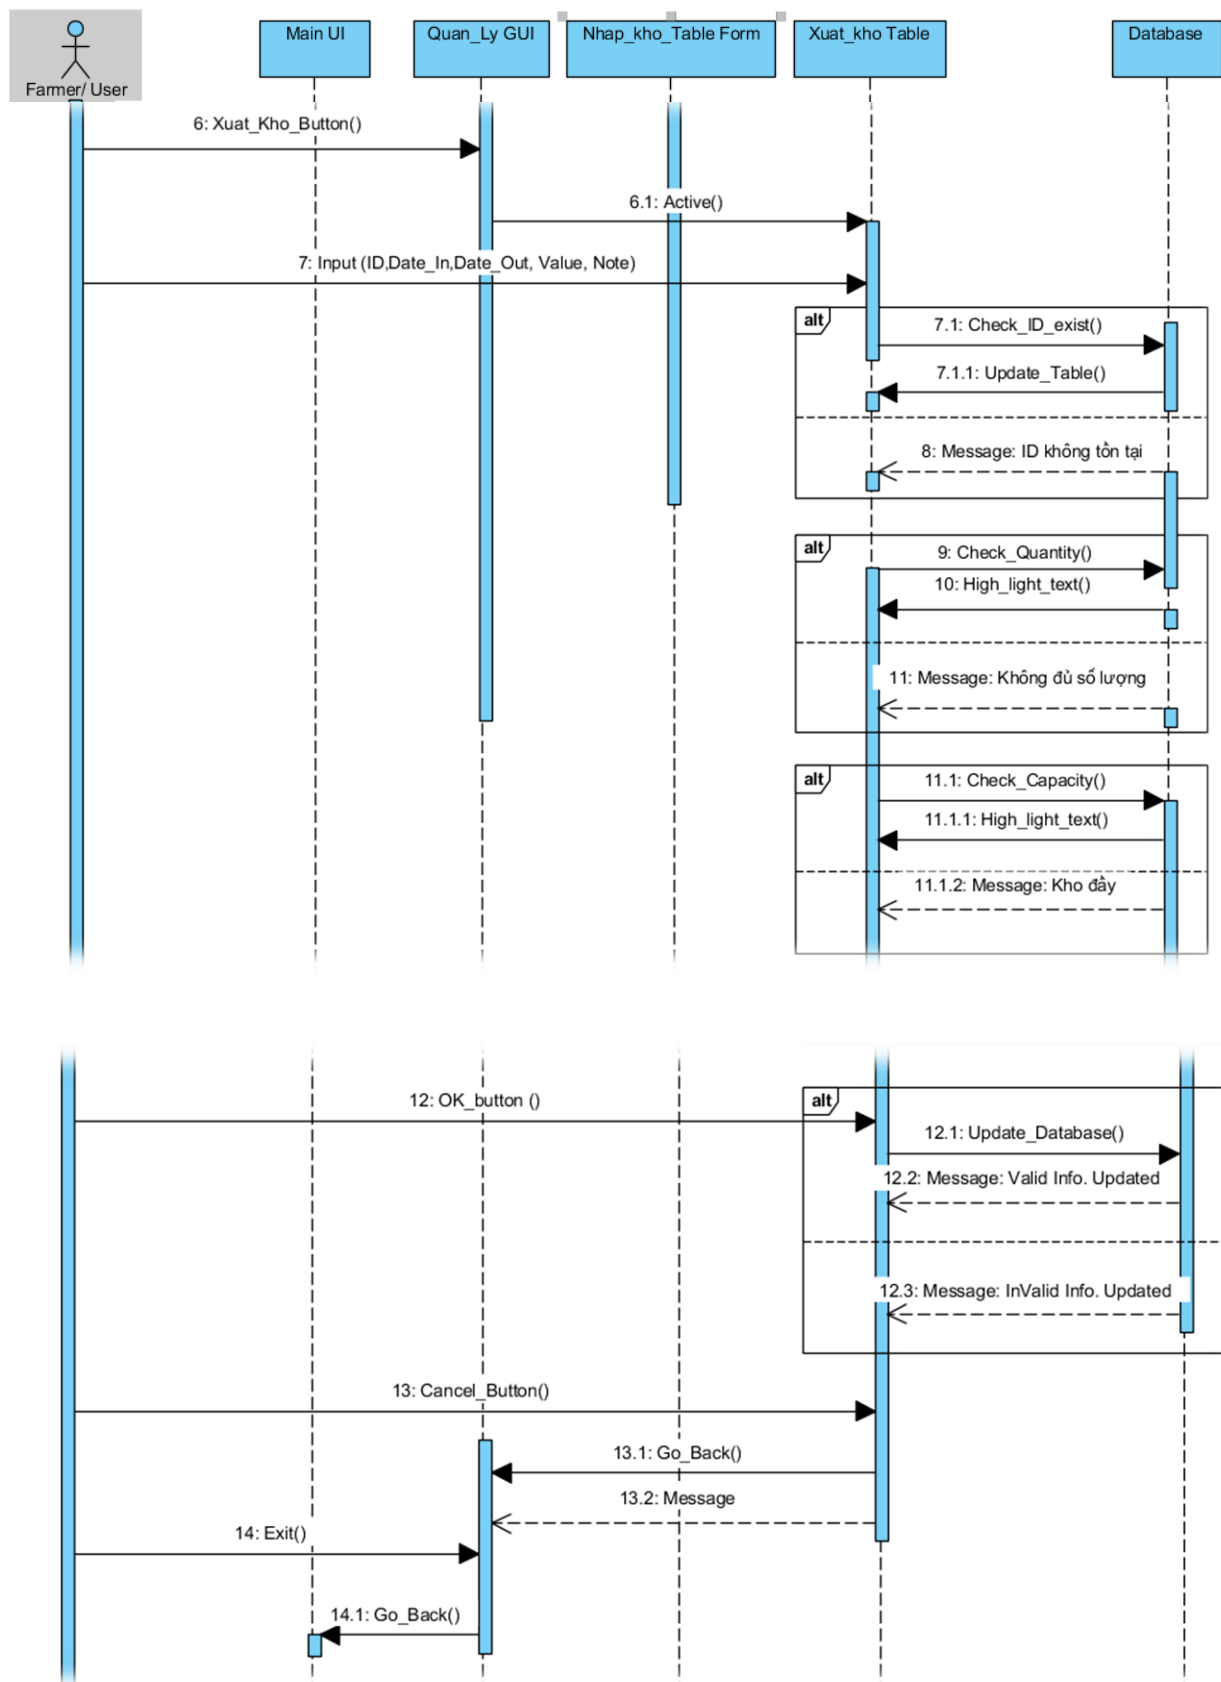 Farmer/ User
Main UI
Quan_Ly GUI
Nhap_kho_Table Form
Xuat_kho Table
Database
6: Xuat_Kho_Button()
6.1: Active()
7: Input (ID,Date_In,Date_Out, Value, Note)
alt
7.1: Check_ID_exist()
7.1.1: Update_Table()
8: Message: ID không tồn tại
alt
9: Check_Quantity()
10: High_light_text()
11: Message: Không đủ số lượng
alt
11.1: Check_Capacity()
11.1.1: High_light_text()
11.1.2: Message: Kho đầy
alt
12: OK_button ()
12.1: Update_Database()
12.2: Message: Valid Info. Updated
12.3: Message: InValid Info. Updated
13: Cancel_Button()
13.1: Go_Back()
13.2: Message
14: Exit()
14.1: Go_Back()